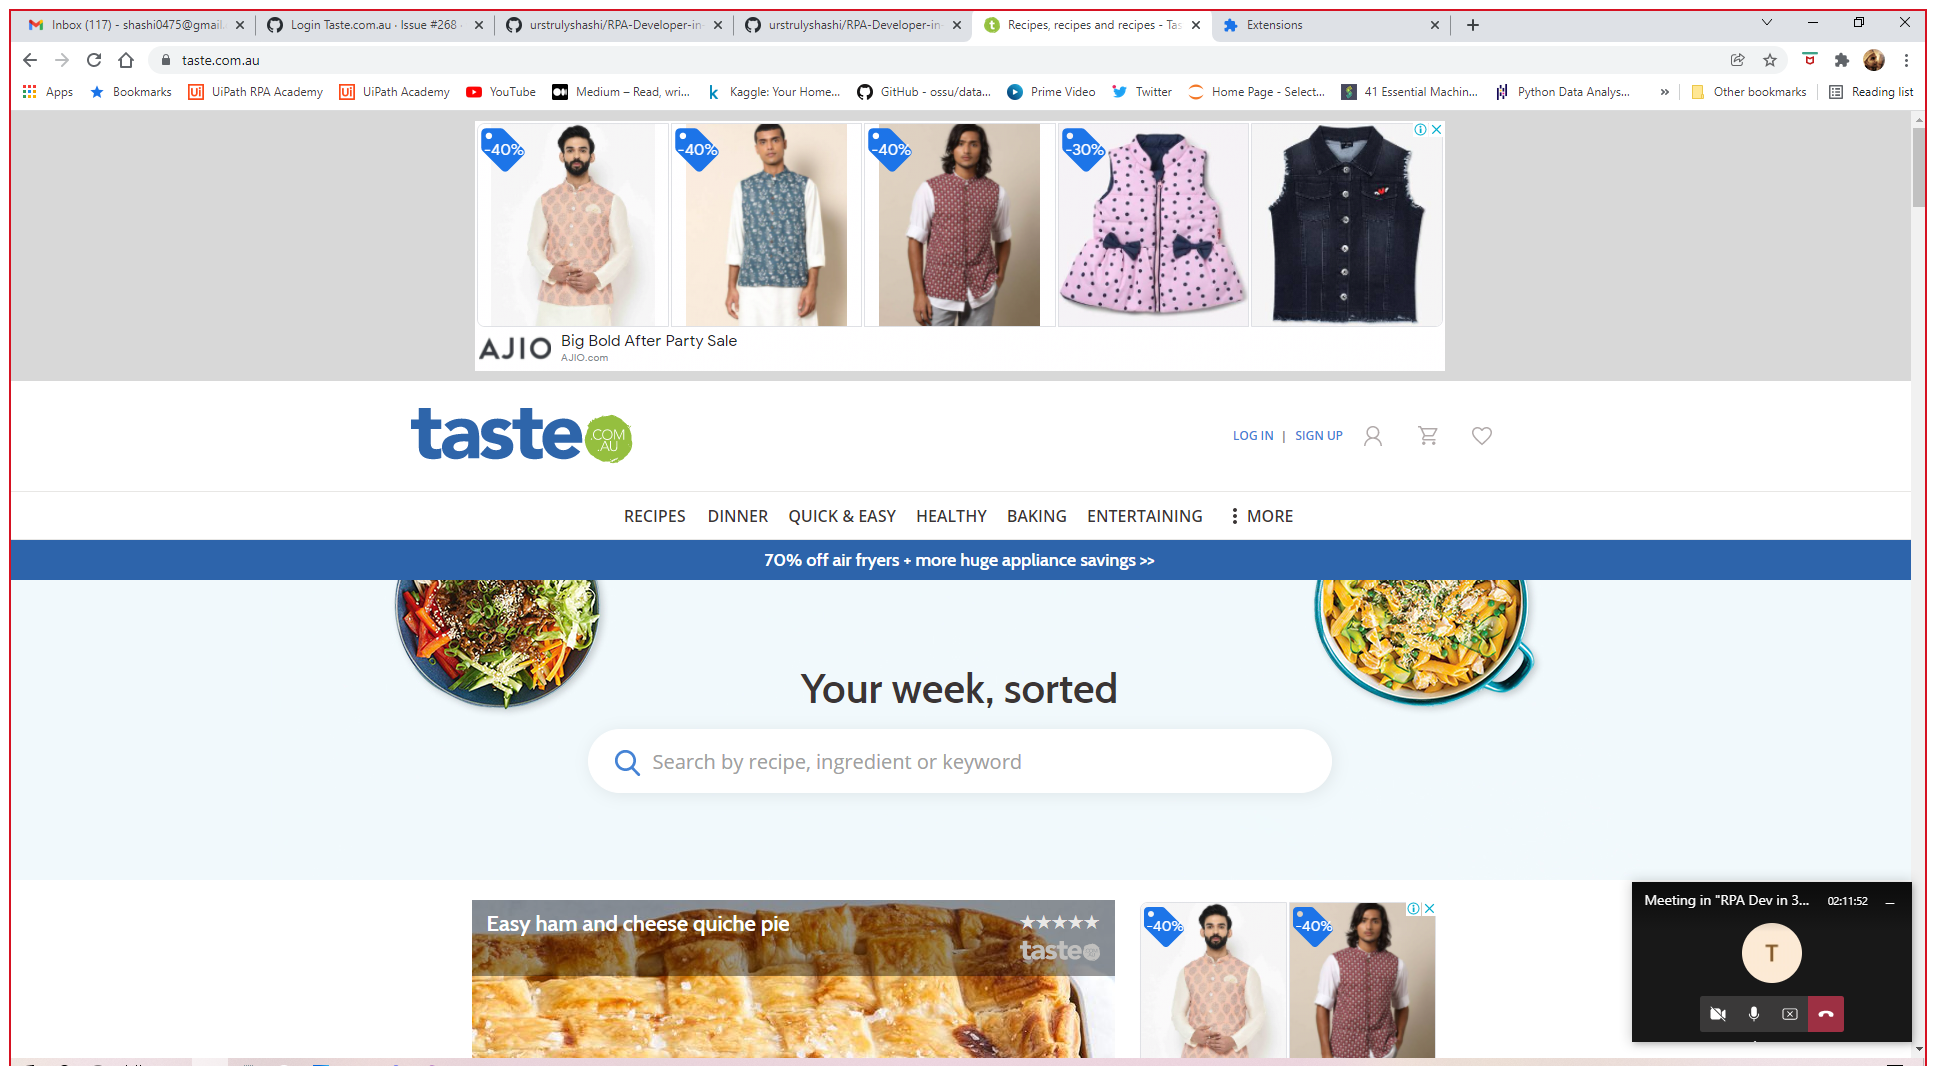 Inbox (117) - shashi0475@gmail.
Login Taste.com.au · Issue #268
urstrulyshashi/RPA-Developer-in-
urstrulyshashi/RPA-Developer-in-
Recipes, recipes and recipes - Tas
Extensions
taste.com.au
Apps
Bookmarks
UiPath RPA Academy
UiPath Academy
YouTube
Medium – Read, wri...
Kaggle: Your Home...
GitHub - ossu/data...
Prime Video
Twitter
Home Page - Select...
41 Essential Machin...
Python Data Analys...
»
Other bookmarks
Reading list
-40%
-40%
-40%
-30%
AJIO
Big Bold After Party Sale
AJIO.com
taste .COM .AU
LOG IN | SIGN UP
RECIPES DINNER QUICK & EASY HEALTHY BAKING ENTERTAINING MORE
70% off air fryers + more huge appliance savings >>
Your week, sorted
Search by recipe, ingredient or keyword
Easy ham and cheese quiche pie
taste
-40%
-40%
Meeting in "RPA Dev in 3... 02:11:52
T